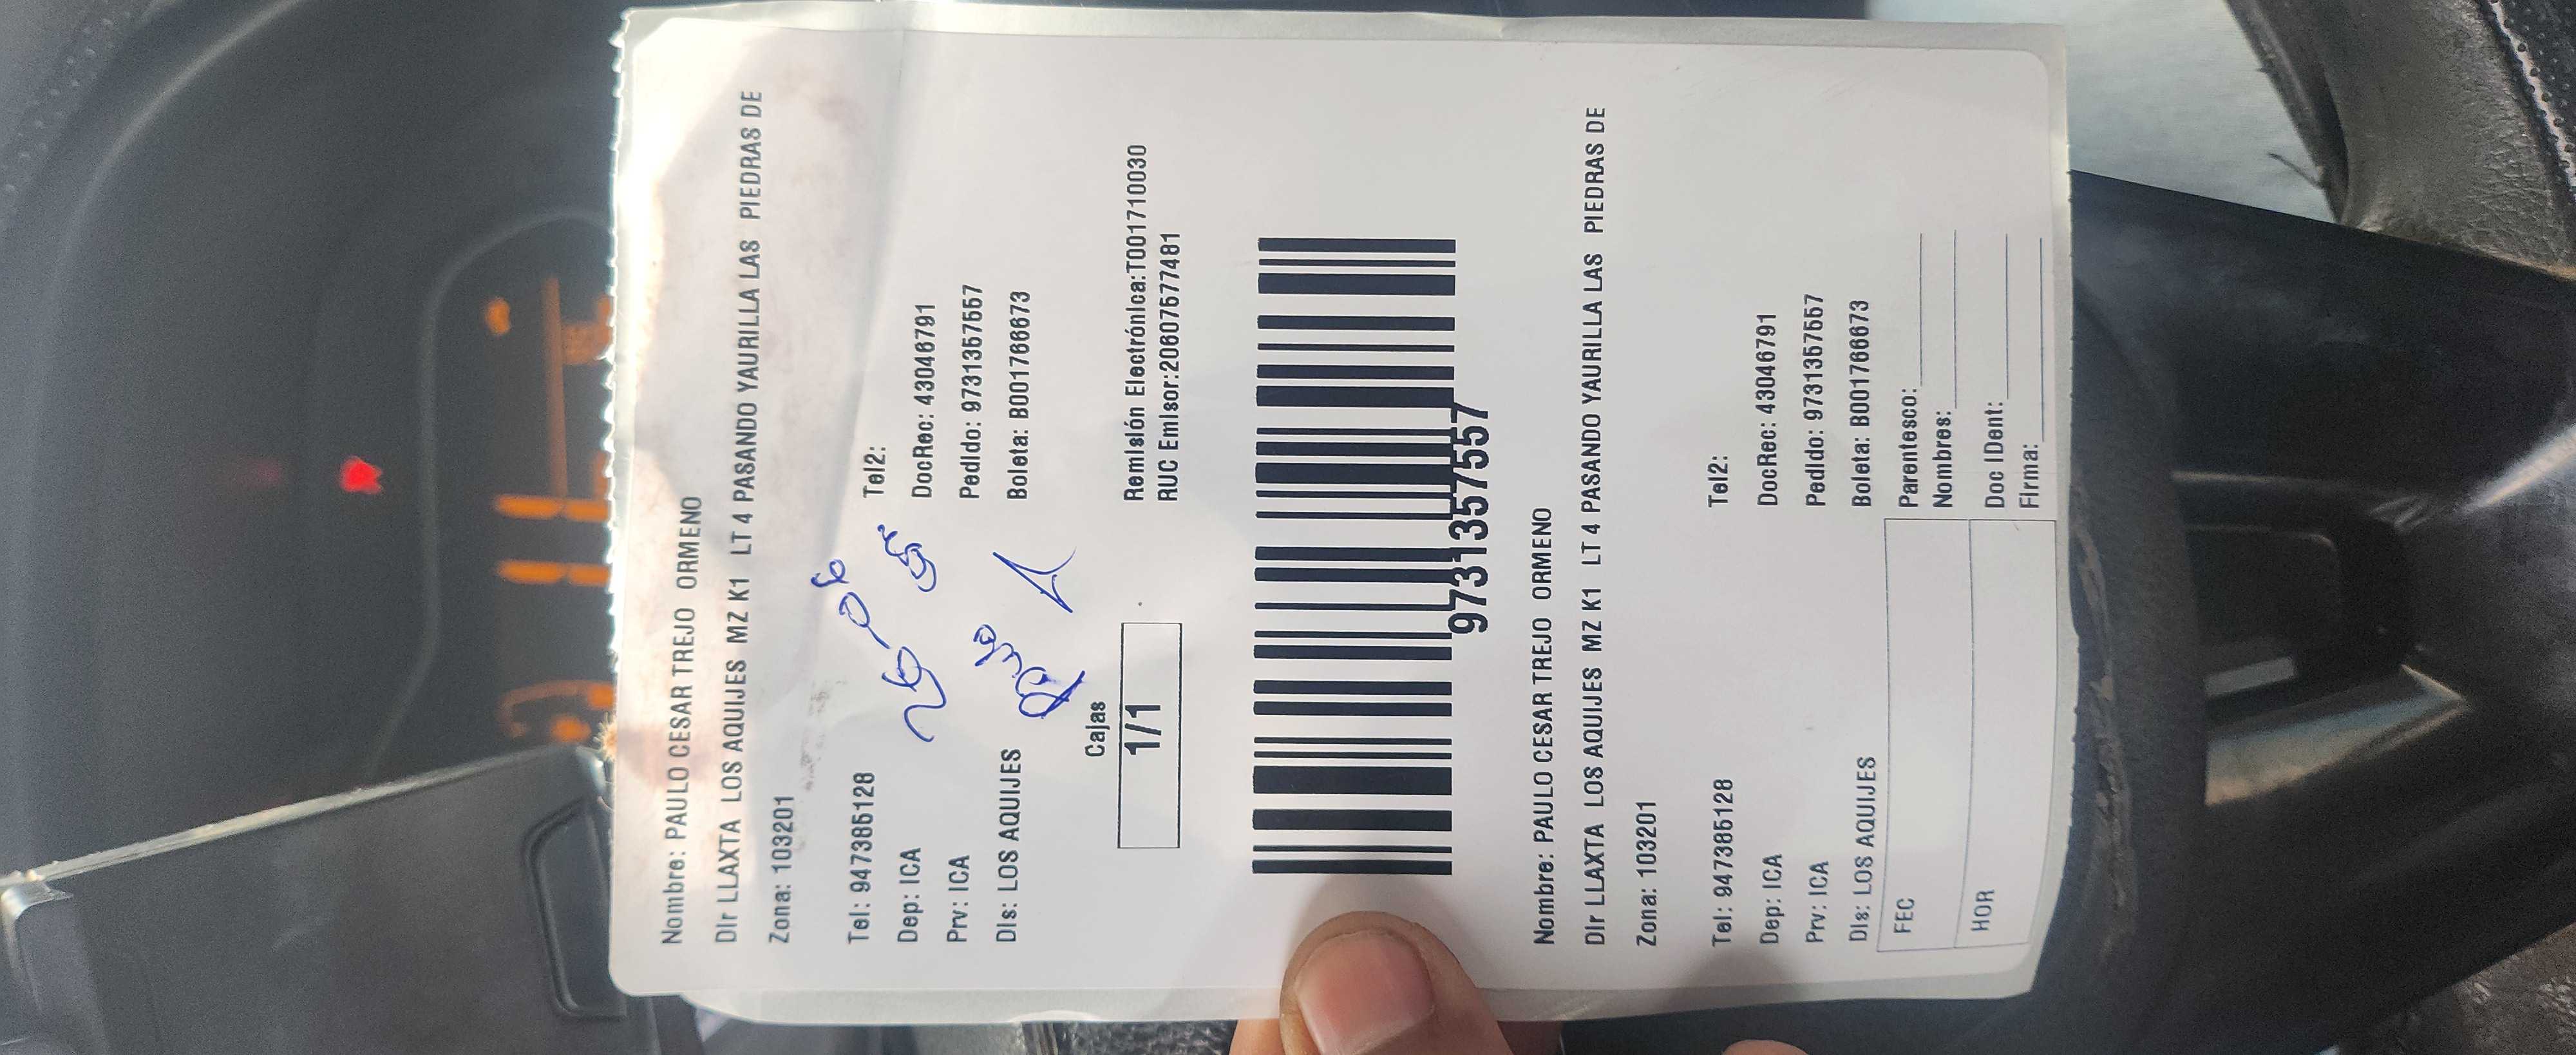 Nombre: PAULO CESAR TREJO ORMENO
DIr LLAXTA LOS AQUIJES MZ K1 LT 4 PASANDO YAURILLA LAS PIEDRAS DE
Zona: 103201
Tel: 947385128 Tel2:
Dep: ICA DocRec: 43046791
Prv: ICA Pedido: 9731357557
DIs: LOS AQUIJES Boleta: B001766673
Cajas
1/1
Remisión Electrónica:T001710030
RUC Emisor:20607577481
9731357557
Nombre: PAULO CESAR TREJO ORMENO
DIr LLAXTA LOS AQUIJES MZ K1 LT 4 PASANDO YAURILLA LAS PIEDRAS DE
Zona: 103201
Tel: 947385128 Tel2:
Dep: ICA DocRec: 43046791
Prv: ICA Pedido: 9731357557
DIs: LOS AQUIJES Boleta: B001766673
FEC Parentesco:
Nombres:
HOR Doc IDent:
Firma: